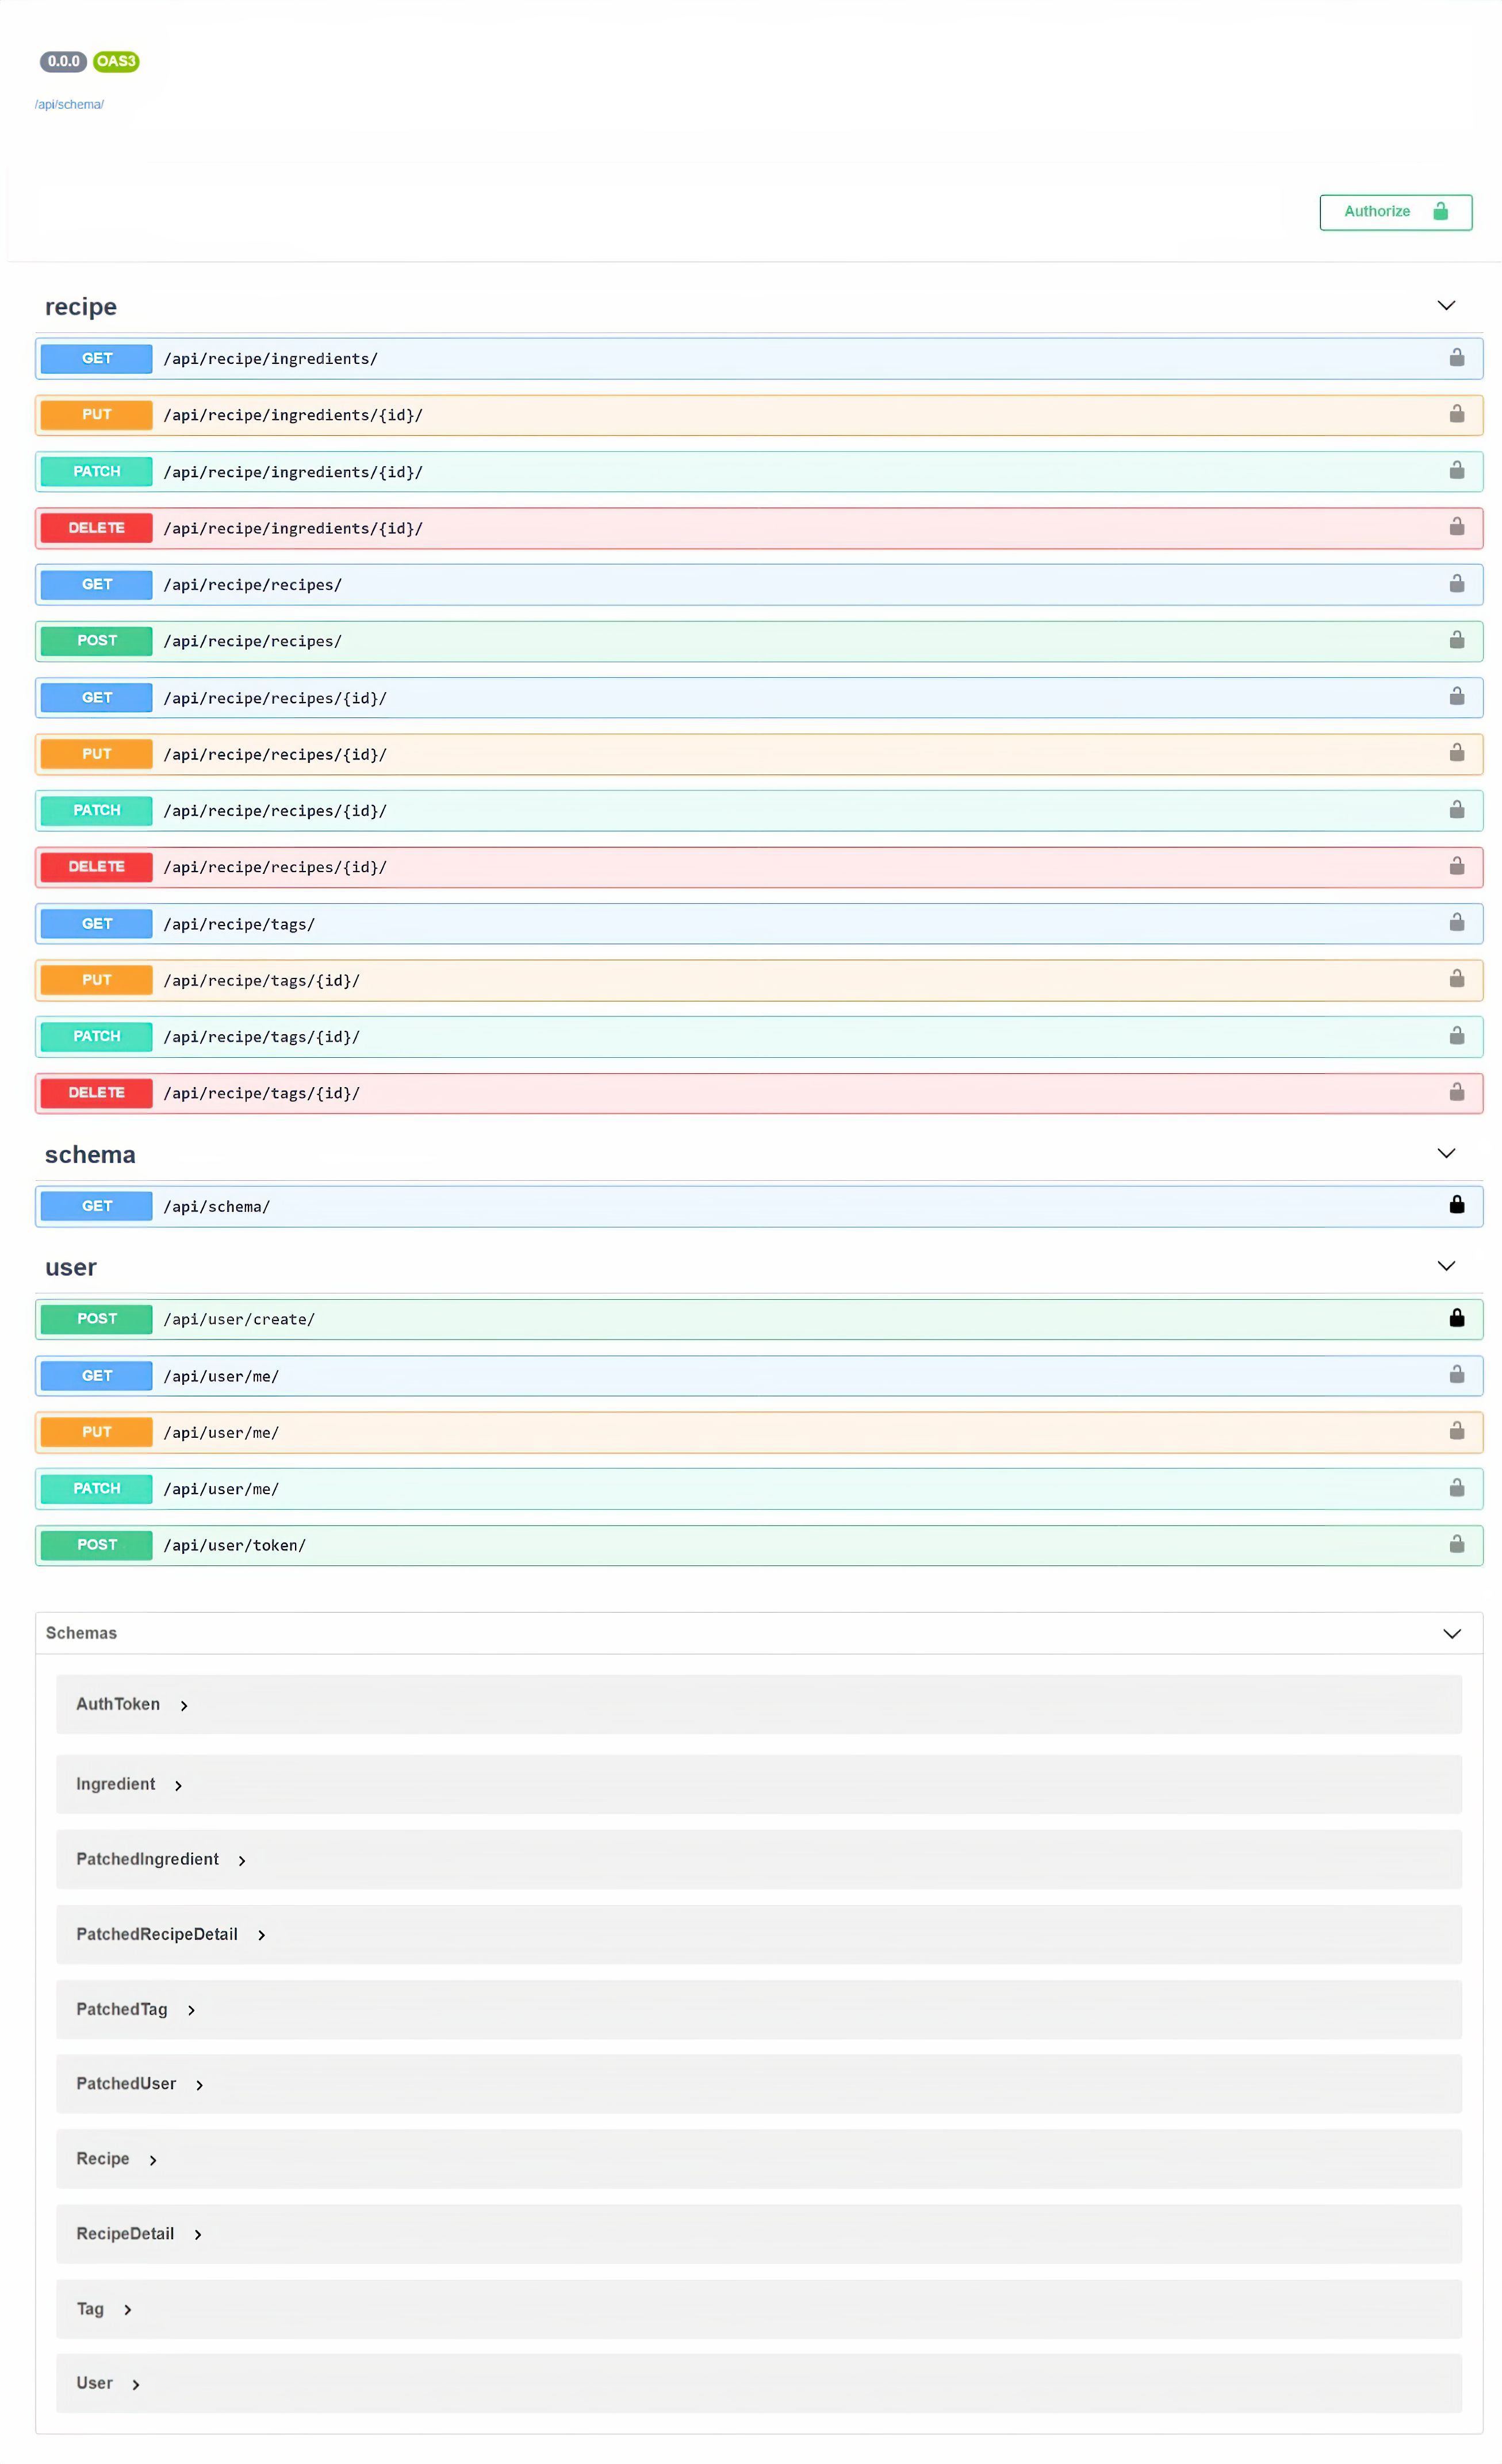 0.0.0 OAS3
/api/schema/
Authorize
recipe
GET /api/recipe/ingredients/
PUT /api/recipe/ingredients/{id}/
PATCH /api/recipe/ingredients/{id}/
DELETE /api/recipe/ingredients/{id}/
GET /api/recipe/recipes/
POST /api/recipe/recipes/
GET /api/recipe/recipes/{id}/
PUT /api/recipe/recipes/{id}/
PATCH /api/recipe/recipes/{id}/
DELETE /api/recipe/recipes/{id}/
GET /api/recipe/tags/
PUT /api/recipe/tags/{id}/
PATCH /api/recipe/tags/{id}/
DELETE /api/recipe/tags/{id}/
schema
GET /api/schema/
user
POST /api/user/create/
GET /api/user/me/
PUT /api/user/me/
PATCH /api/user/me/
POST /api/user/token/
Schemas
AuthToken
Ingredient
PatchedIngredient
PatchedRecipeDetail
PatchedTag
PatchedUser
Recipe
RecipeDetail
Tag
User